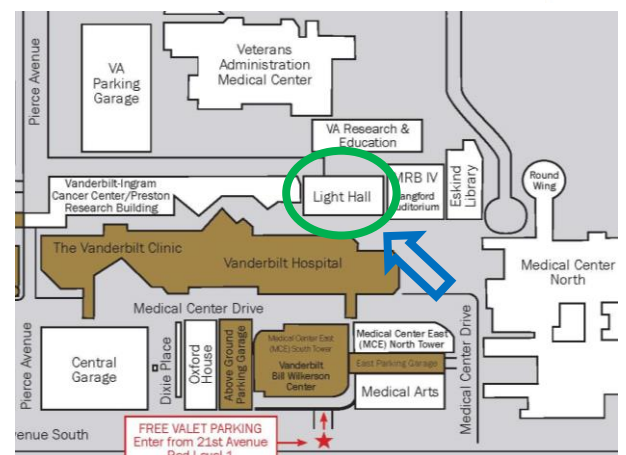 Pierce Avenue
VA
Parking
Garage
Veterans
Administration
Medical Center
VA Research &
Education
Vanderbilt-Ingram
Cancer Center/Preston
Research Building
Light Hall
MRB IV
Langford
Auditorium
Eskind
Library
Round
Wing
The Vanderbilt Clinic
Vanderbilt Hospital
Medical Center
North
Medical Center Drive
Pierce Avenue
Central
Garage
Dixie Place
Oxford
House
Above Ground
Parking Garage
Medical Center East
(MCE) South Tower
Vanderbilt
Bill Wilkerson
Center
Medical Center East
(MCE) North Tower
East Parking Garage
Medical Arts
Medical Center Drive
enue South
FREE VALET PARKING
Enter from 21st Avenue
Level 1